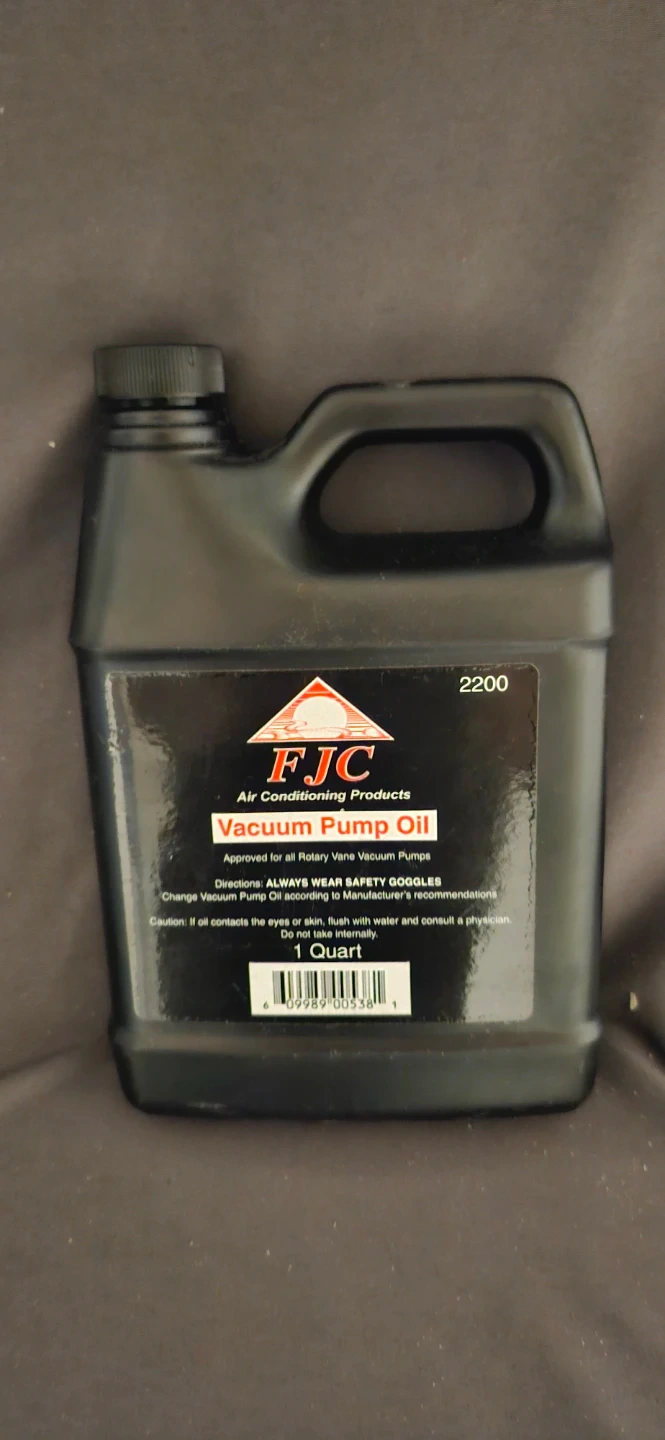 2200
FJC
Air Conditioning Products
Vacuum Pump Oil
Approved for all Rotary Vane Vacuum Pumps
Directions: ALWAYS WEAR SAFETY GOGGLES
Change Vacuum Pump Oil according to Manufacturer's recommendations
Caution: If oil contacts the eyes or skin, flush with water and consult a physician.
Do not take internally.
1 Quart
6 09989 00538 1